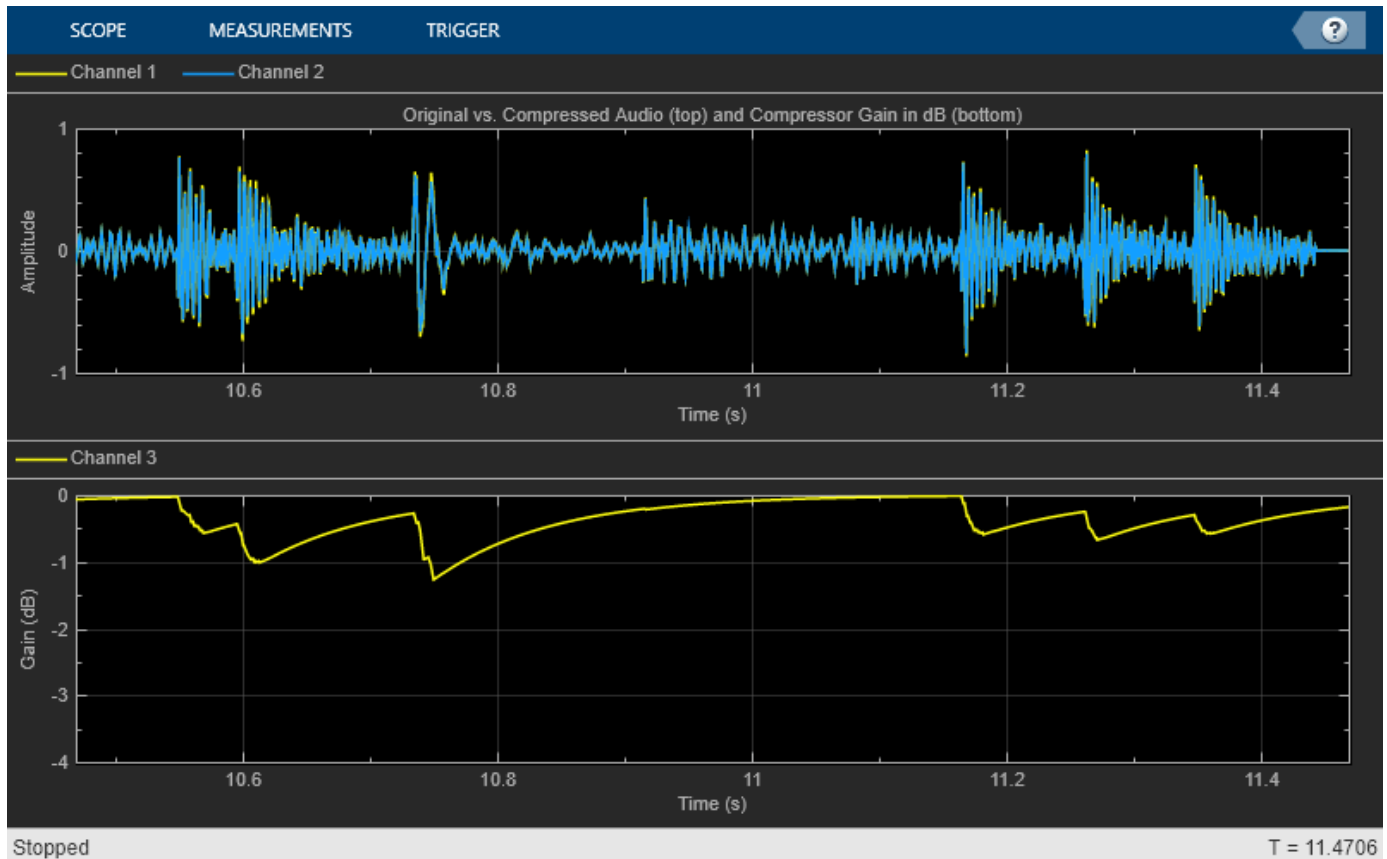 SCOPE MEASUREMENTS TRIGGER ?
Channel 1 Channel 2
Original vs. Compressed Audio (top) and Compressor Gain in dB (bottom)
1
0
-1
Amplitude
10.6 10.8 11 11.2 11.4
Time (s)
Channel 3
0
-1
-2
-3
-4
Gain (dB)
10.6 10.8 11 11.2 11.4
Time (s)
Stopped T = 11.4706